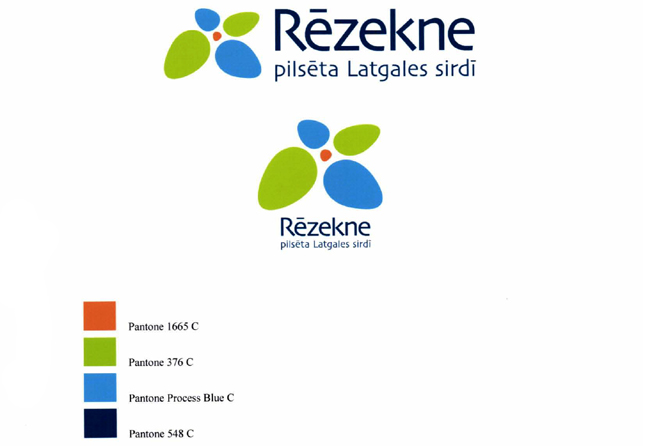 Rēzekne
pilsēta Latgales sirdī
Rēzekne
pilsēta Latgales sirdī
Pantone 1665 C
Pantone 376 C
Pantone Process Blue C
Pantone 548 C